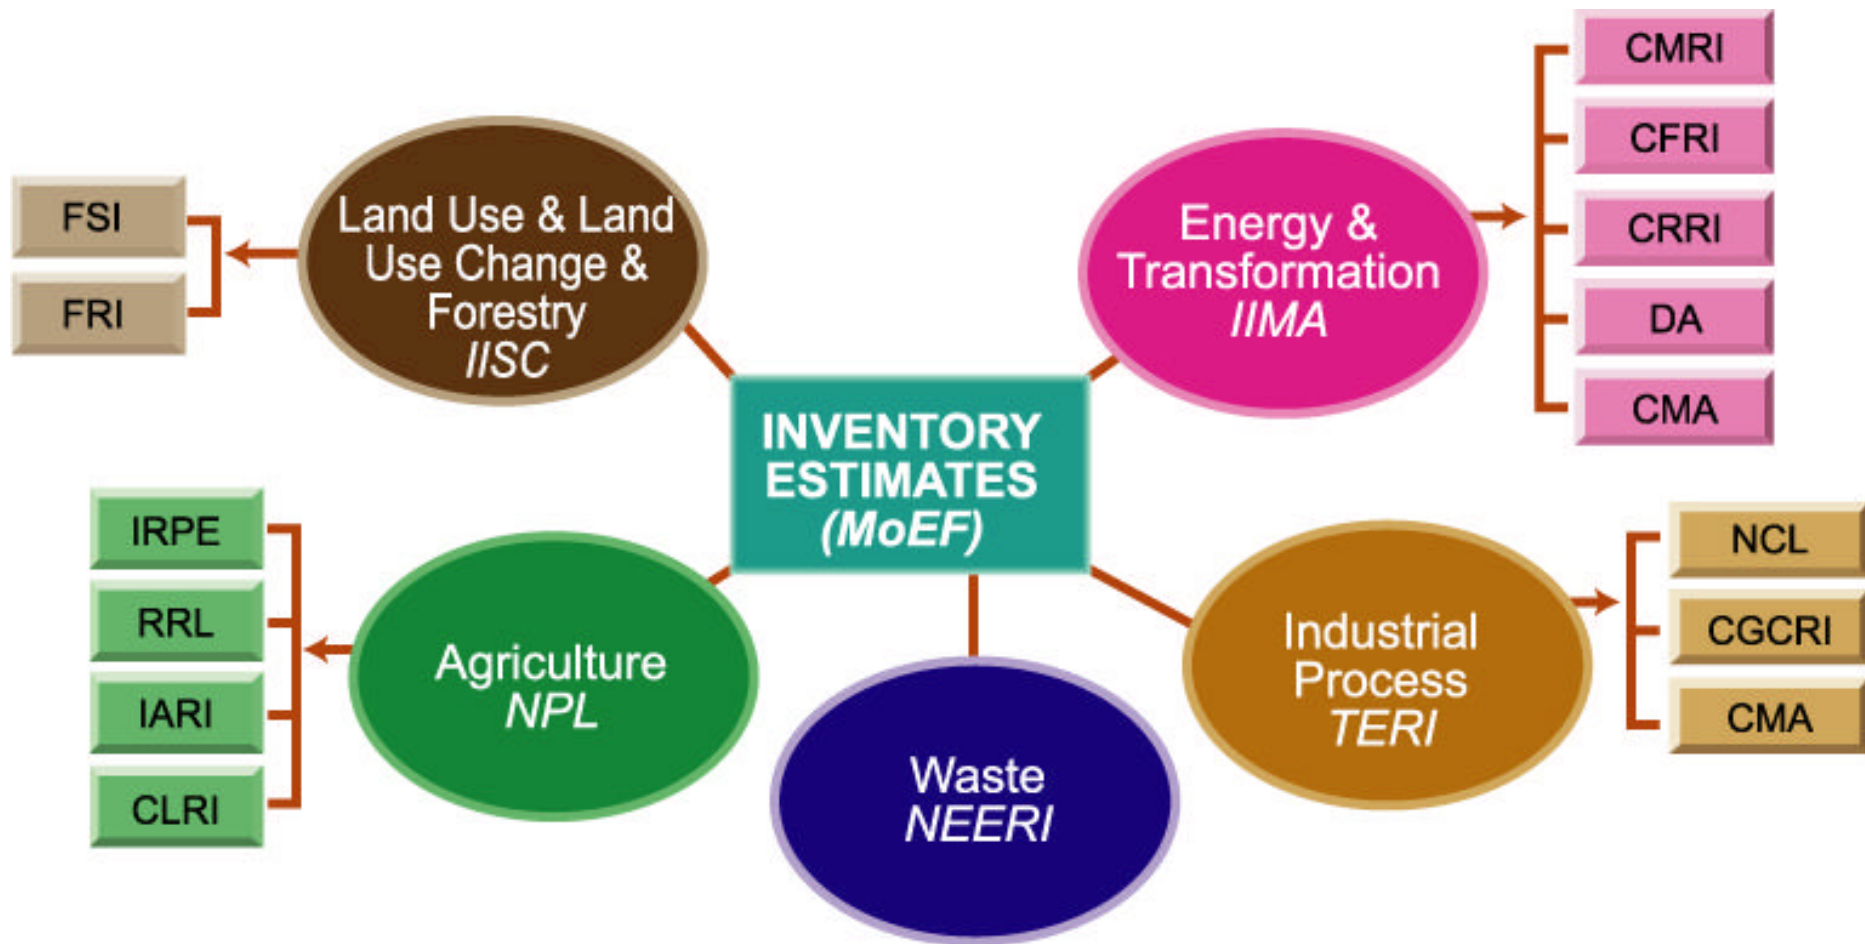 FSI
FRI
Land Use & Land
Use Change &
Forestry
IISC
Energy &
Transformation
IIMA
CMRI
CFRI
CRRI
DA
CMA
INVENTORY
ESTIMATES
(MoEF)
IRPE
RRL
IARI
CLRI
Agriculture
NPL
Waste
NEERI
Industrial
Process
TERI
NCL
CGCRI
CMA